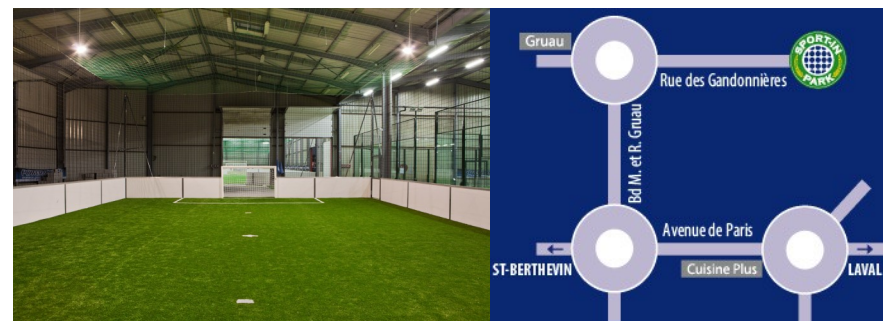 Gruau
SPORT-IN
PARK
Rue des Gandonnières
Bd M. et R. Gruau
Avenue de Paris
ST-BERTHEVIN
Cuisine Plus
LAVAL